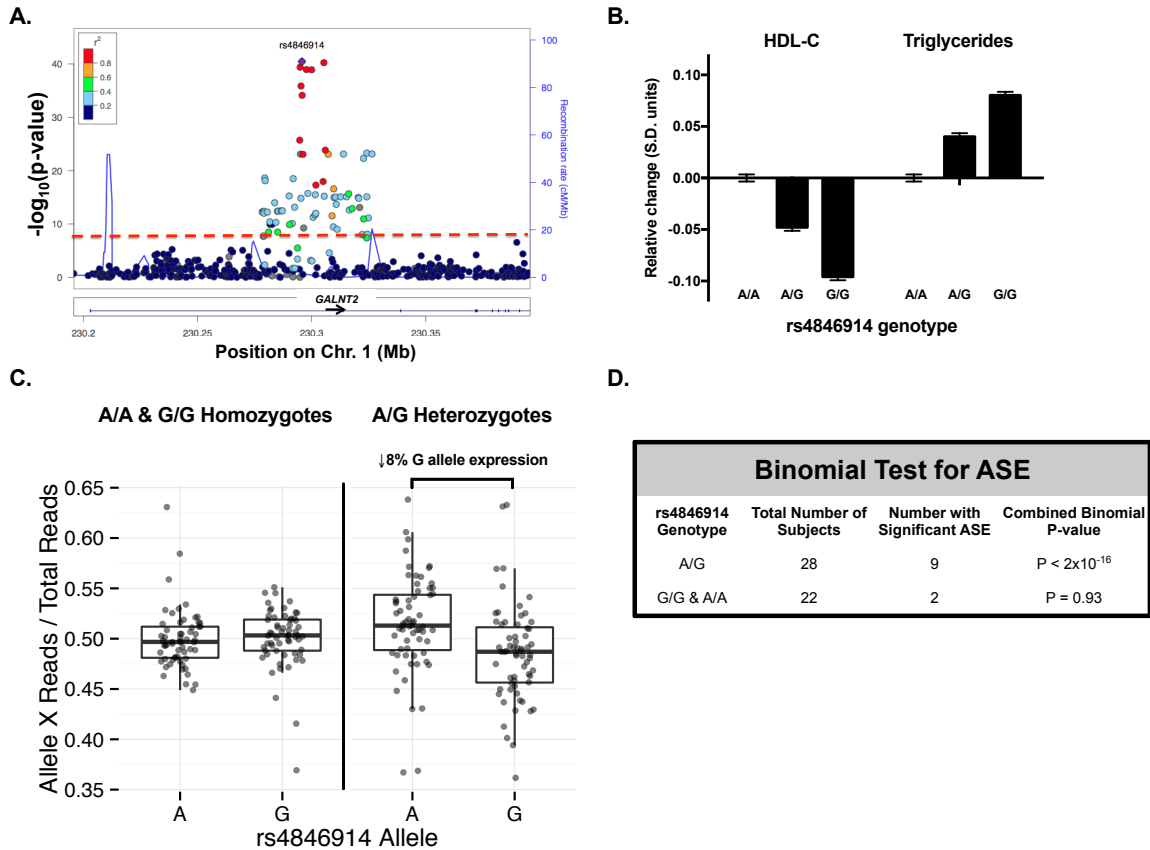 A.
rs4846914
r²
0.8
0.6
0.4
0.2
-log₁₀(p-value)
40
30
20
10
0
Recombination rate (cM/Mb)
100
80
60
40
20
0
GALNT2
230.2
230.25
230.3
230.35
Position on Chr. 1 (Mb)
B.
HDL-C
Triglycerides
Relative change (S.D. units)
0.10
0.05
0.00
-0.05
-0.10
A/A
A/G
G/G
A/A
A/G
G/G
rs4846914 genotype
C.
A/A & G/G Homozygotes
A/G Heterozygotes
↓8% G allele expression
Allele X Reads / Total Reads
0.65
0.60
0.55
0.50
0.45
0.40
0.35
A
G
A
G
rs4846914 Allele
D.
Binomial Test for ASE
rs4846914 Genotype
Total Number of Subjects
Number with Significant ASE
Combined Binomial P-value
A/G 28 9 P < 2x10⁻¹⁶
G/G & A/A 22 2 P = 0.93